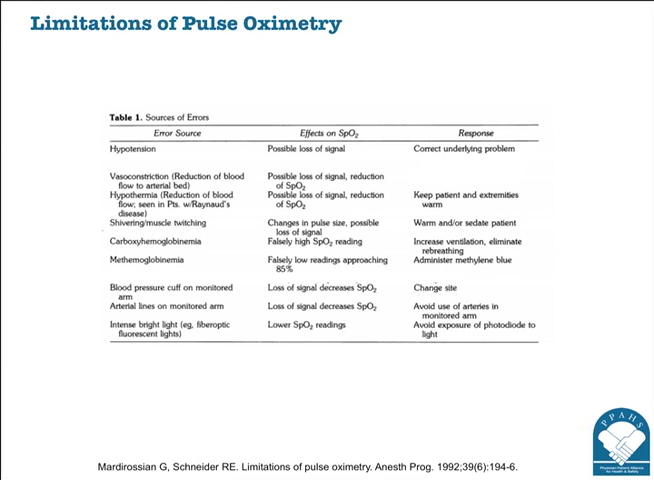 Limitations of Pulse Oximetry
Table 1. Sources of Errors
Error Source Effects on SpO₂ Response
Hypotension Possible loss of signal Correct underlying problem
Vasoconstriction (Reduction of blood Possible loss of signal, reduction
flow to arterial bed) of SpO₂
Hypothermia (Reduction of blood Possible loss of signal, reduction Keep patient and extremities
flow; seen in Pts. w/Raynaud's of SpO₂ warm
disease)
Shivering/muscle twitching Changes in pulse size, possible Warm and/or sedate patient
loss of signal
Carboxyhemoglobinemia Falsely high SpO₂ reading Increase ventilation, eliminate
rebreathing
Methemoglobinemia Falsely low readings approaching Administer methylene blue
85%
Blood pressure cuff on monitored Loss of signal decreases SpO₂ Change site
arm
Arterial lines on monitored arm Loss of signal decreases SpO₂ Avoid use of arteries in
monitored arm
Intense bright light (eg, fiberoptic Lower SpO₂ readings Avoid exposure of photodiode to
fluorescent lights) light
PPAHS
Physician-Patient Alliance
for Health & Safety
Mardirossian G, Schneider RE. Limitations of pulse oximetry. Anesth Prog. 1992;39(6):194-6.